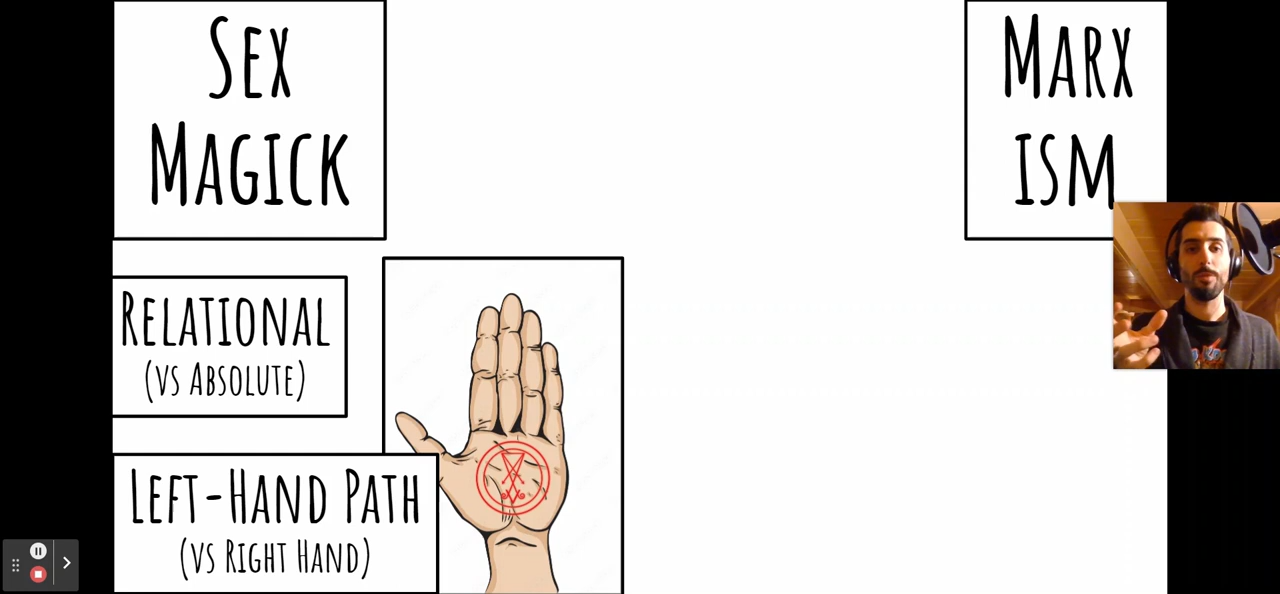 Sex
Magick
Marx
ism
Relational
(vs Absolute)
Left-Hand Path
(vs Right Hand)